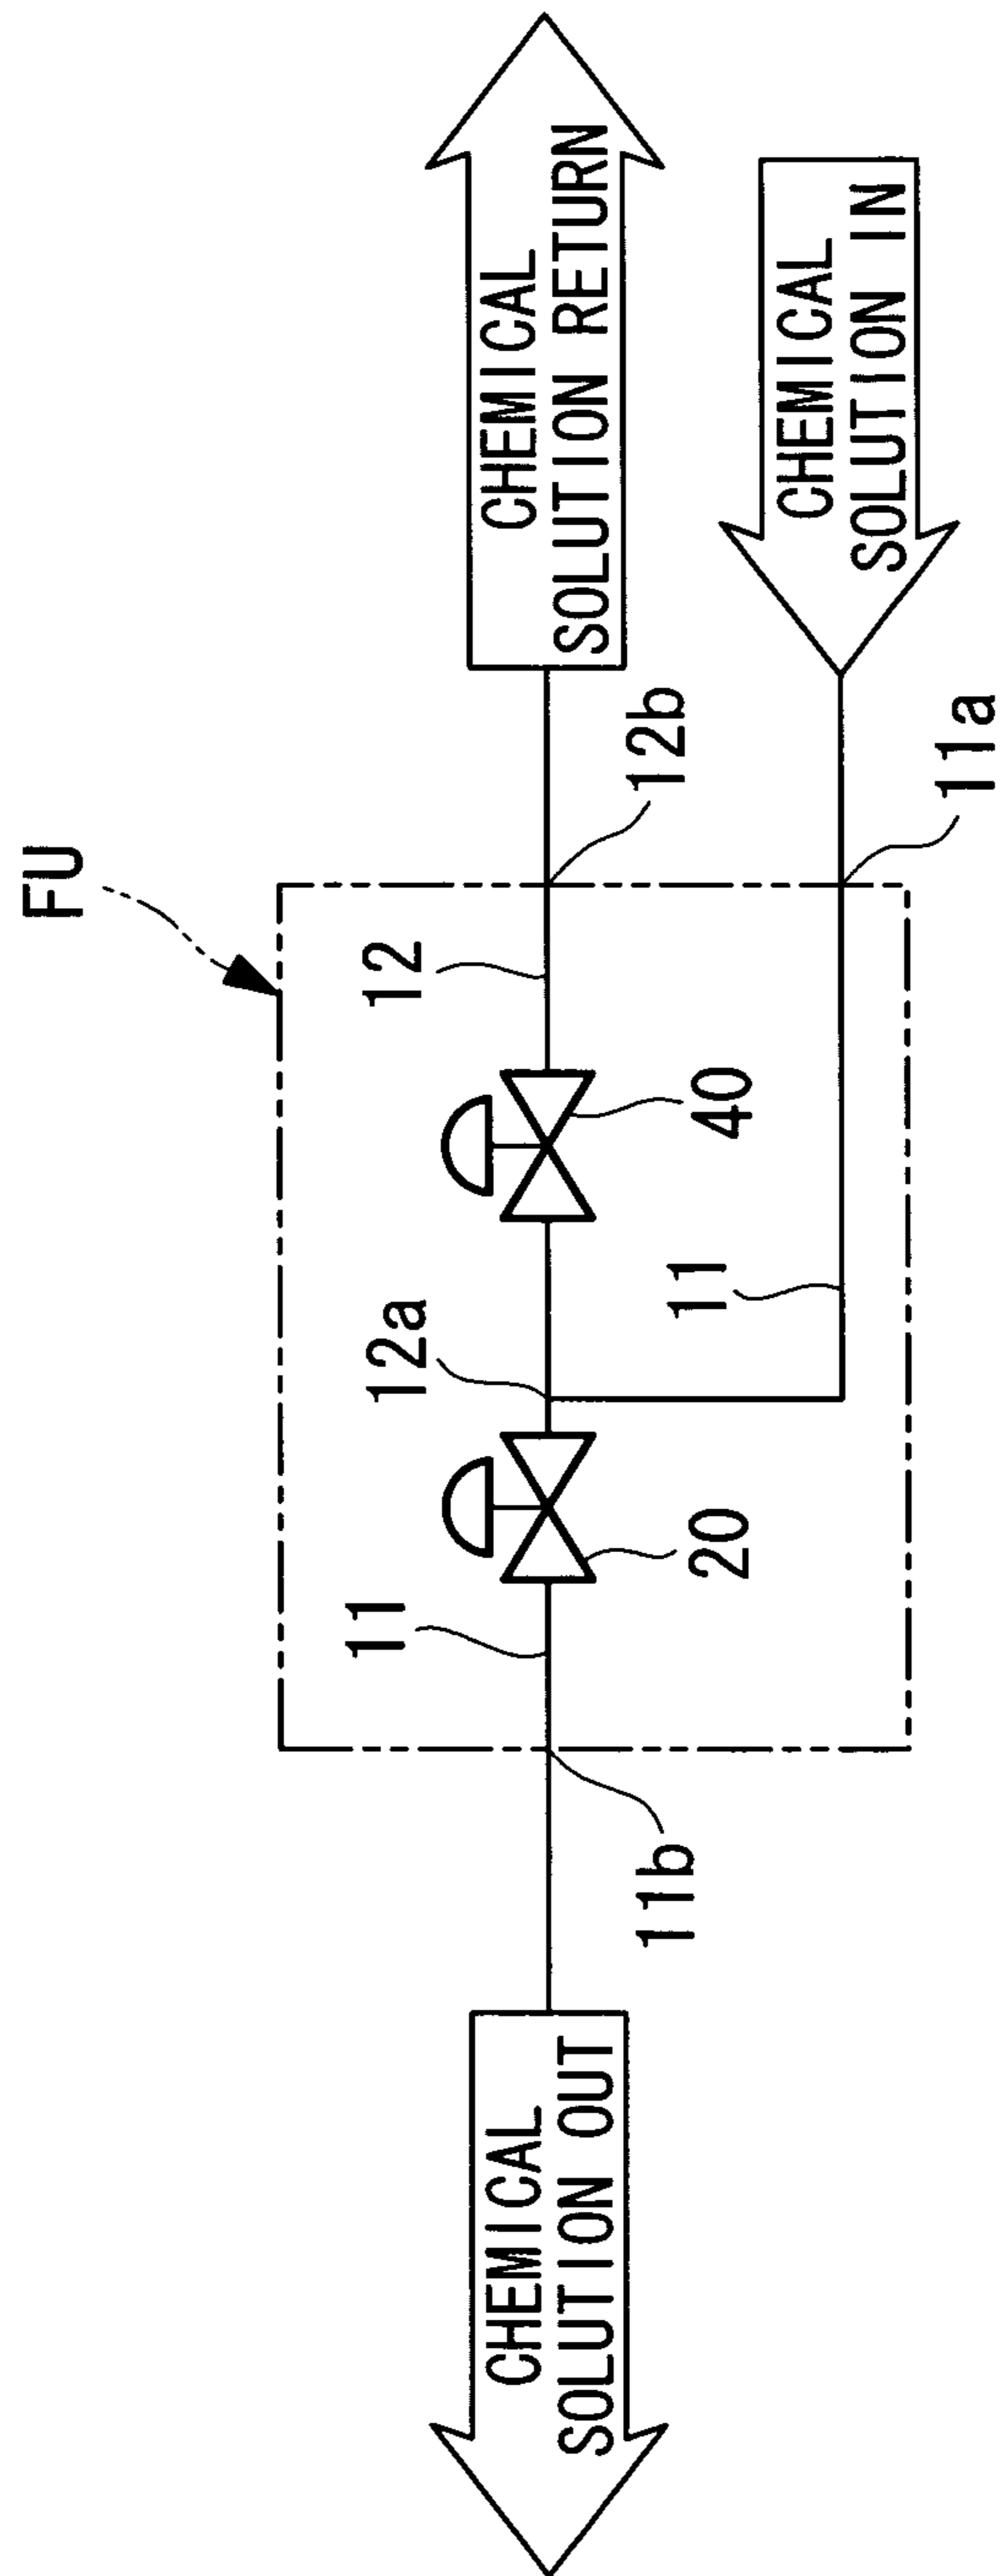 FU
11
12a
12
CHEMICAL
SOLUTION OUT
CHEMICAL
SOLUTION RETURN
11b
20
11
40
12b
CHEMICAL
SOLUTION IN
11a